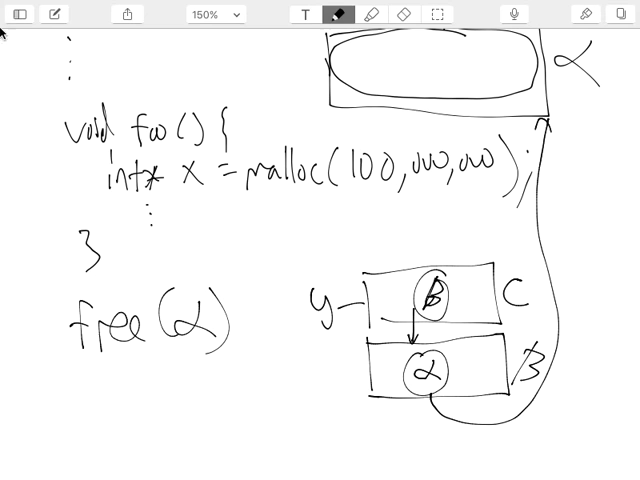 150%
T
α
void foo() {
int* x = malloc(100,000,000);
}
free(α)
y
β
C
α
β